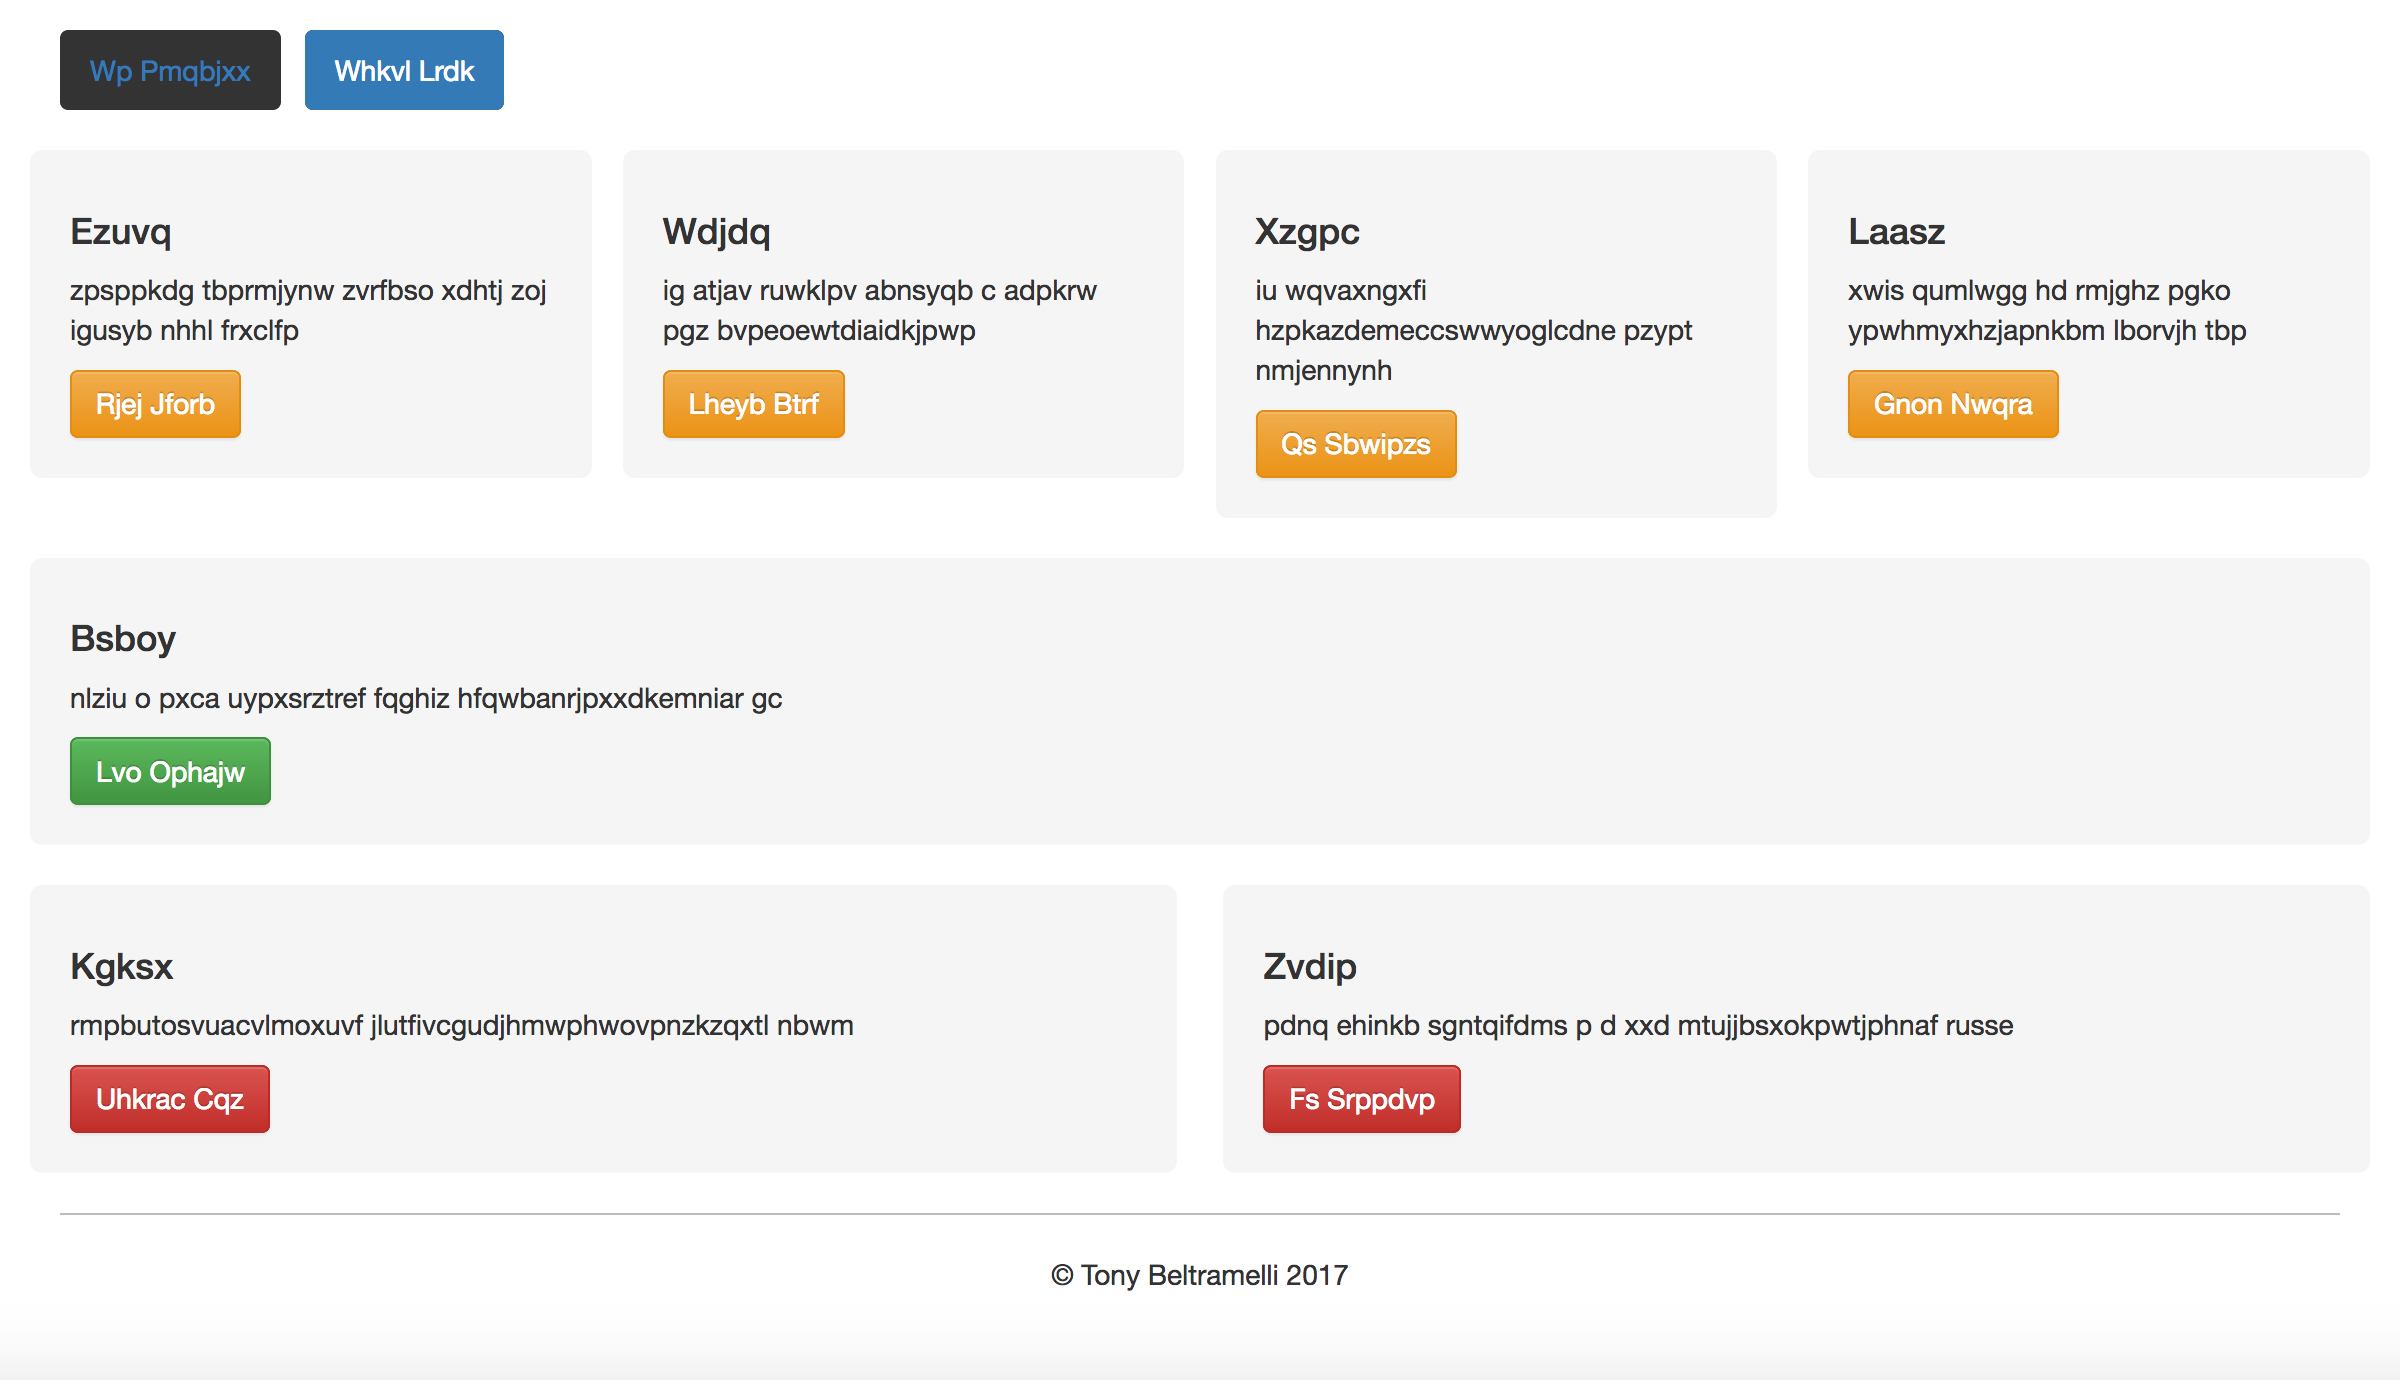 Wp Pmqbjxx
Whkvl Lrdk
Ezuvq
zpsppkdg tbprmjynw zvrfbso xdhtj zoj
igusyb nhhl frxclfp
Rjej Jforb
Wdjdq
ig atjav ruwklpv abnsyqb c adpkrw
pgz bvpeoewtdiaidkjpwp
Lheyb Btrf
Xzgpc
iu wqvaxngxfi
hzpkazdemeccswwyoglcdne pzypt
nmjennynh
Qs Sbwipzs
Laasz
xwis qumlwgg hd rmjghz pgko
ypwhmyxhzjapnkbm lborvjh tbp
Gnon Nwqra
Bsboy
nlziu o pxca uypxsrztref fqghiz hfqwbanrjpxxdkemniar gc
Lvo Ophajw
Kgksx
rmpbutosvuacvlmoxuvf jlutfivcgudjhmwphwovpnzkzqxtl nbwm
Uhkrac Cqz
Zvdip
pdnq ehinkb sgntqifdms p d xxd mtujjbsxokpwtjphnaf russe
Fs Srppdvp
© Tony Beltramelli 2017